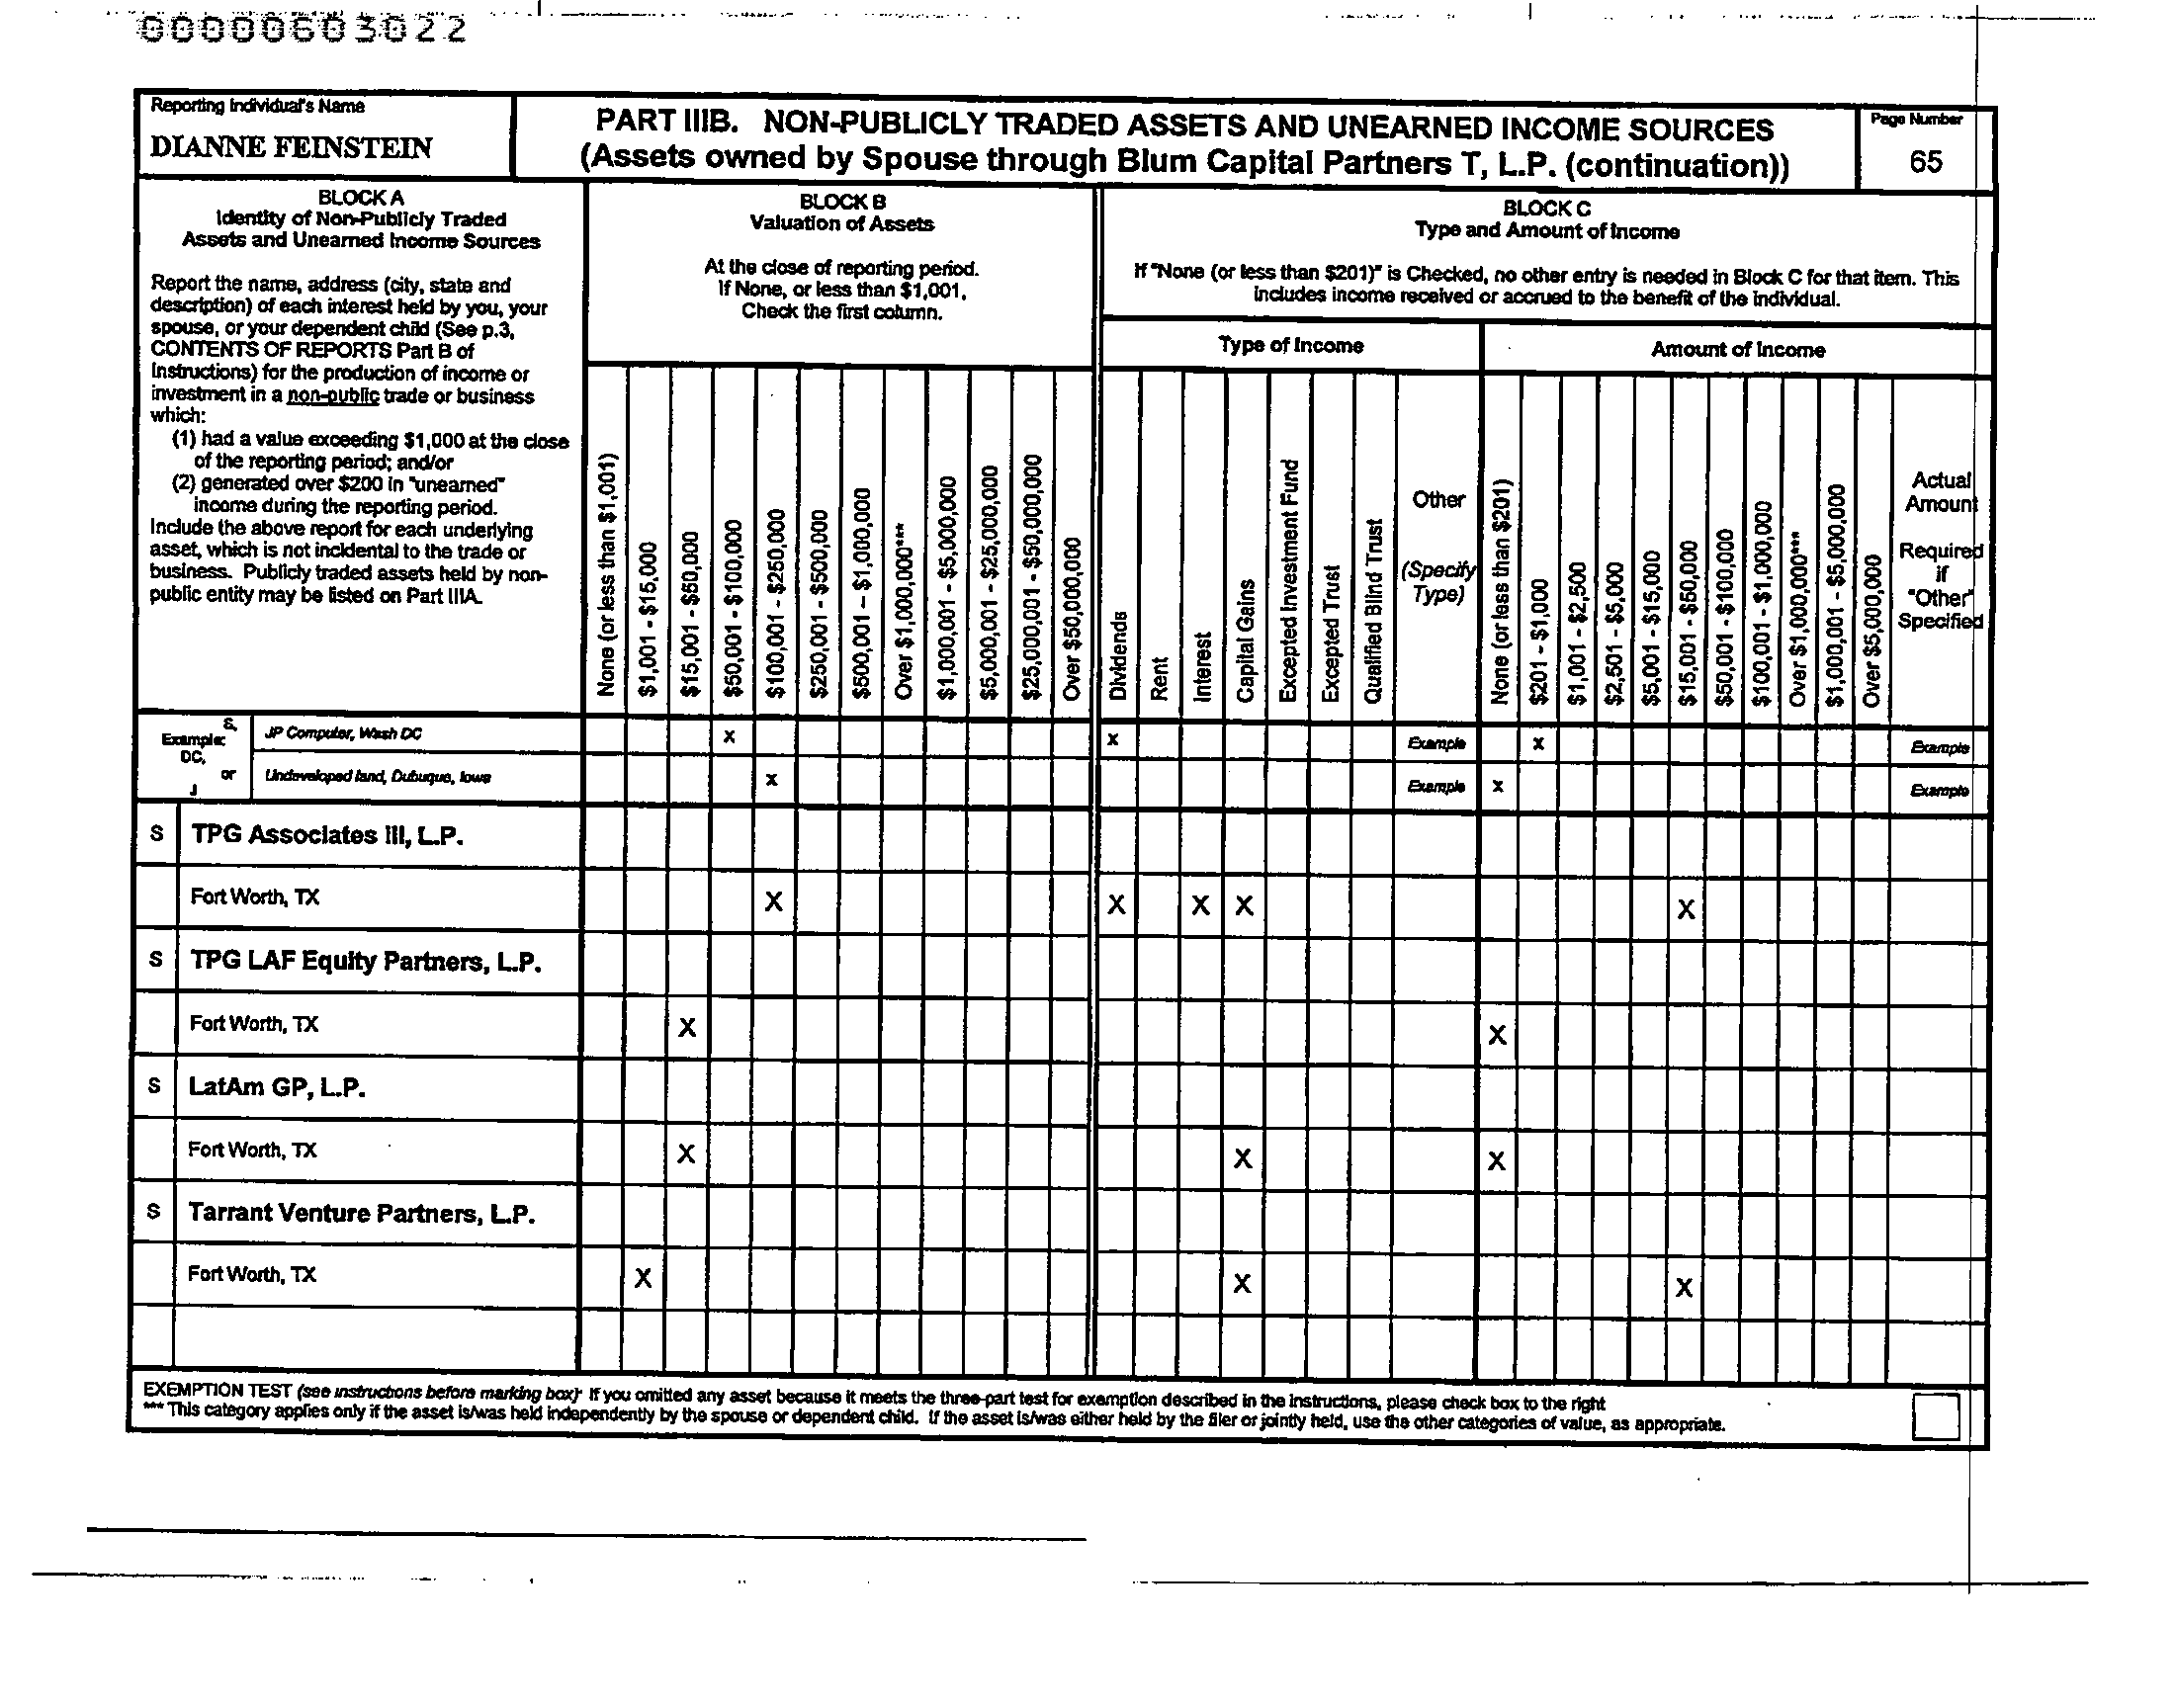 00000603022
Reporting Individual's Name
DIANNE FEINSTEIN
PART IIIB. NON-PUBLICLY TRADED ASSETS AND UNEARNED INCOME SOURCES
(Assets owned by Spouse through Blum Capital Partners T, L.P. (continuation))
Page Number
65
BLOCK A
Identity of Non-Publicly Traded
Assets and Unearned Income Sources
Report the name, address (city, state and
description) of each interest held by you, your
spouse, or your dependent child (See p.3,
CONTENTS OF REPORTS Part B of
Instructions) for the production of income or
investment in a non-public trade or business
which:
(1) had a value exceeding $1,000 at the close
of the reporting period; and/or
(2) generated over $200 in "unearned"
income during the reporting period.
Include the above report for each underlying
asset, which is not incidental to the trade or
business. Publicly traded assets held by non-
public entity may be listed on Part IIIA.
BLOCK B
Valuation of Assets
At the close of reporting period.
If None, or less than $1,001,
Check the first column.
None (or less than $1,001)
$1,001 - $15,000
$15,001 - $50,000
$50,001 - $100,000
$100,001 - $250,000
$250,001 - $500,000
$500,001 – $1,000,000
Over $1,000,000***
$1,000,001 - $5,000,000
$5,000,001 - $25,000,000
$25,000,001 - $50,000,000
Over $50,000,000
BLOCK C
Type and Amount of Income
If "None (or less than $201)" is Checked, no other entry is needed in Block C for that item. This
includes income received or accrued to the benefit of the individual.
Type of Income
Amount of Income
Dividends
Rent
Interest
Capital Gains
Excepted Investment Fund
Excepted Trust
Qualified Blind Trust
Other
(Specify
Type)
None (or less than $201)
$201 - $1,000
$1,001 - $2,500
$2,501 - $5,000
$5,001 - $15,000
$15,001 - $50,000
$50,001 - $100,000
$100,001 - $1,000,000
Over $1,000,000***
$1,000,001 - $5,000,000
Over $5,000,000
Actual
Amount
Required
if
"Other"
Specified
S,
Example:
DC,
or
J
JP Computer, Wash DC X X Example X Example
Undeveloped land, Dubuque, Iowa X Example X Example
S TPG Associates III, L.P.
Fort Worth, TX X X X X X
S TPG LAF Equity Partners, L.P.
Fort Worth, TX X X
S LatAm GP, L.P.
Fort Worth, TX X X X
S Tarrant Venture Partners, L.P.
Fort Worth, TX X X X
EXEMPTION TEST (see instructions before marking box)· If you omitted any asset because it meets the three-part test for exemption described in the instructions, please check box to the right
*** This category applies only if the asset is/was held independently by the spouse or dependent child. If the asset is/was either held by the filer or jointly held, use the other categories of value, as appropriate.